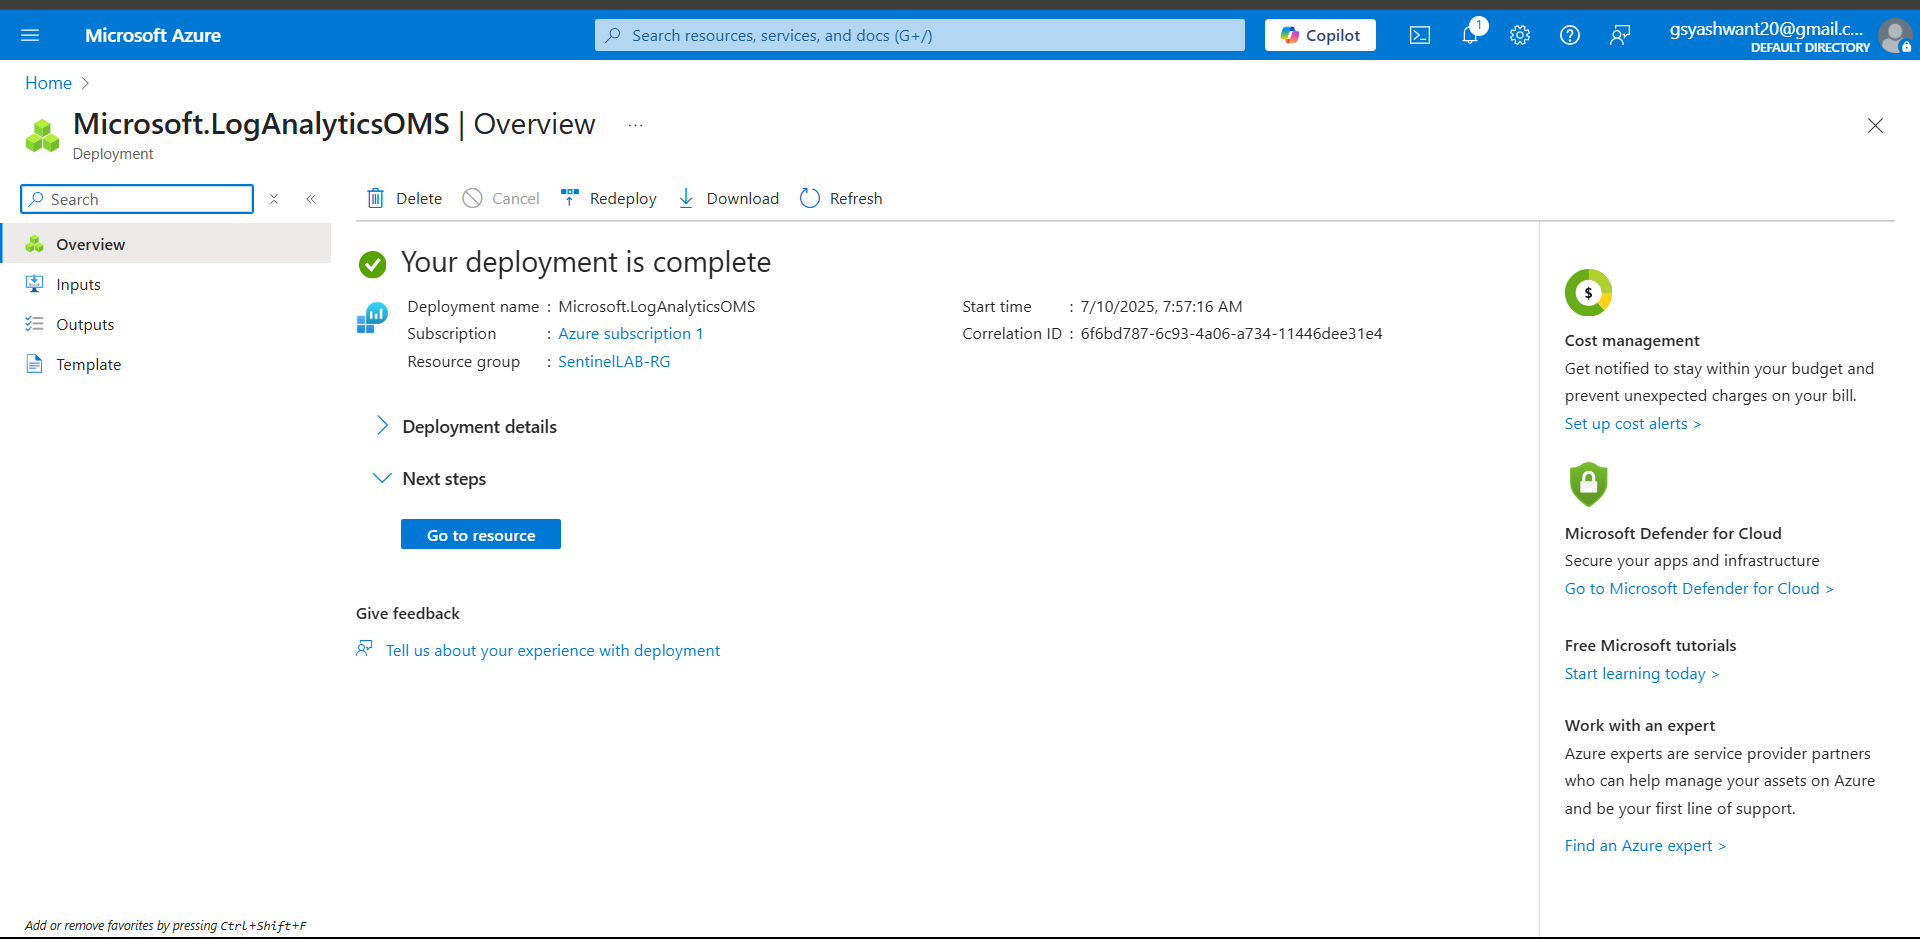 Microsoft Azure
Search resources, services, and docs (G+/)
Copilot
1
gsyashwant20@gmail.c...
DEFAULT DIRECTORY
Home
Microsoft.LogAnalyticsOMS | Overview ...
Deployment
Search
Delete Cancel Redeploy Download Refresh
Overview
Inputs
Outputs
Template
Your deployment is complete
Deployment name : Microsoft.LogAnalyticsOMS
Subscription : Azure subscription 1
Resource group : SentinelLAB-RG
Start time : 7/10/2025, 7:57:16 AM
Correlation ID : 6f6bd787-6c93-4a06-a734-11446dee31e4
Deployment details
Next steps
Go to resource
Give feedback
Tell us about your experience with deployment
$
Cost management
Get notified to stay within your budget and
prevent unexpected charges on your bill.
Set up cost alerts >
Microsoft Defender for Cloud
Secure your apps and infrastructure
Go to Microsoft Defender for Cloud >
Free Microsoft tutorials
Start learning today >
Work with an expert
Azure experts are service provider partners
who can help manage your assets on Azure
and be your first line of support.
Find an Azure expert >
Add or remove favorites by pressing Ctrl+Shift+F